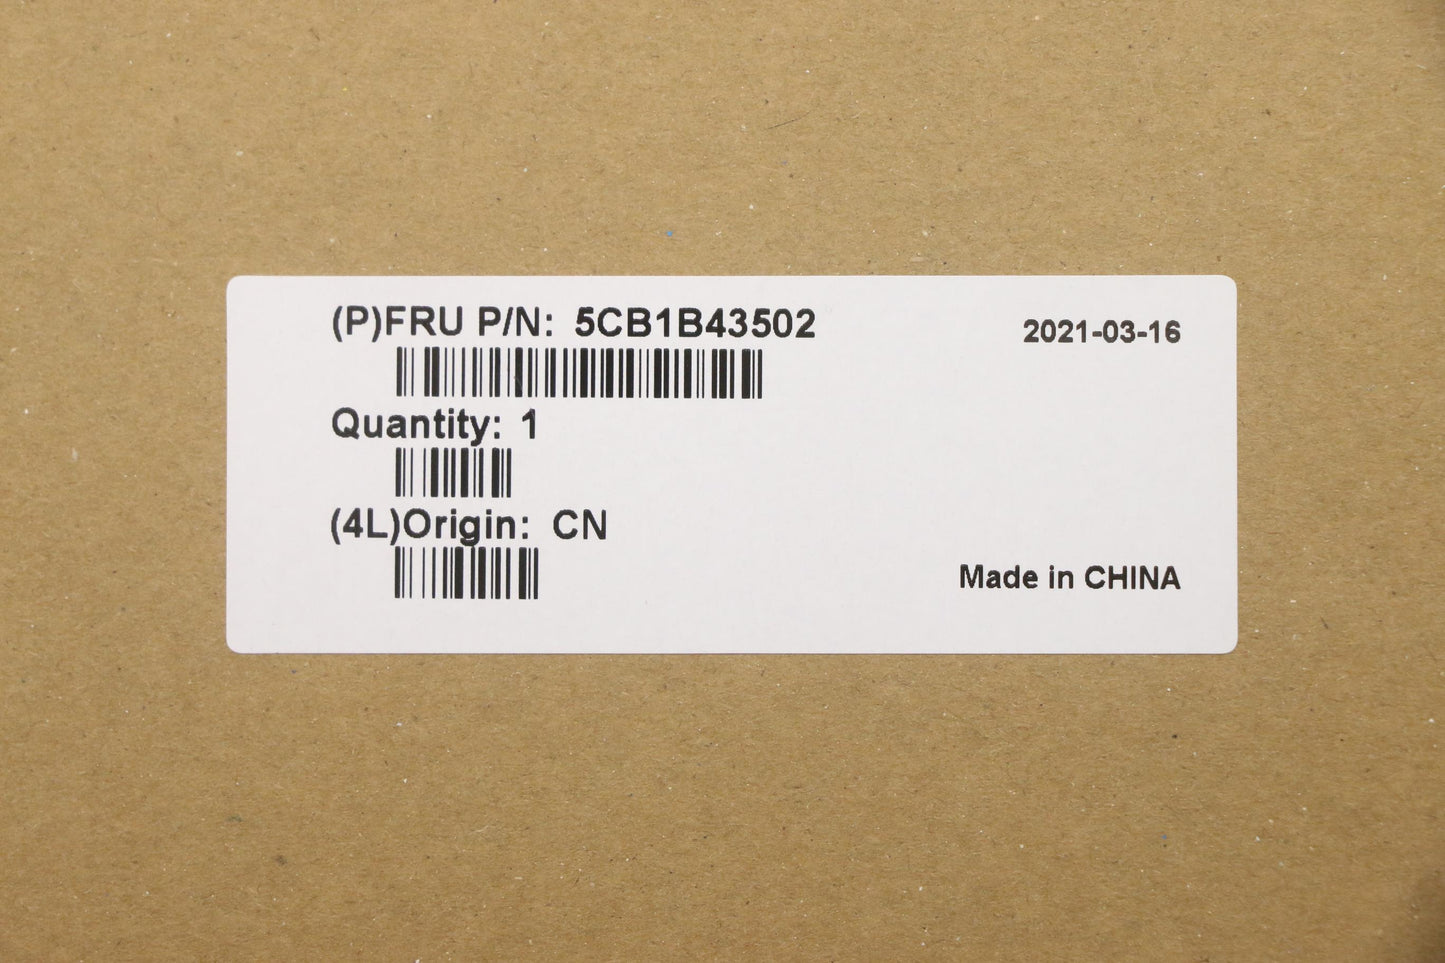 (P)FRU P/N: 5CB1B43502
2021-03-16
Quantity: 1
(4L)Origin: CN
Made in CHINA